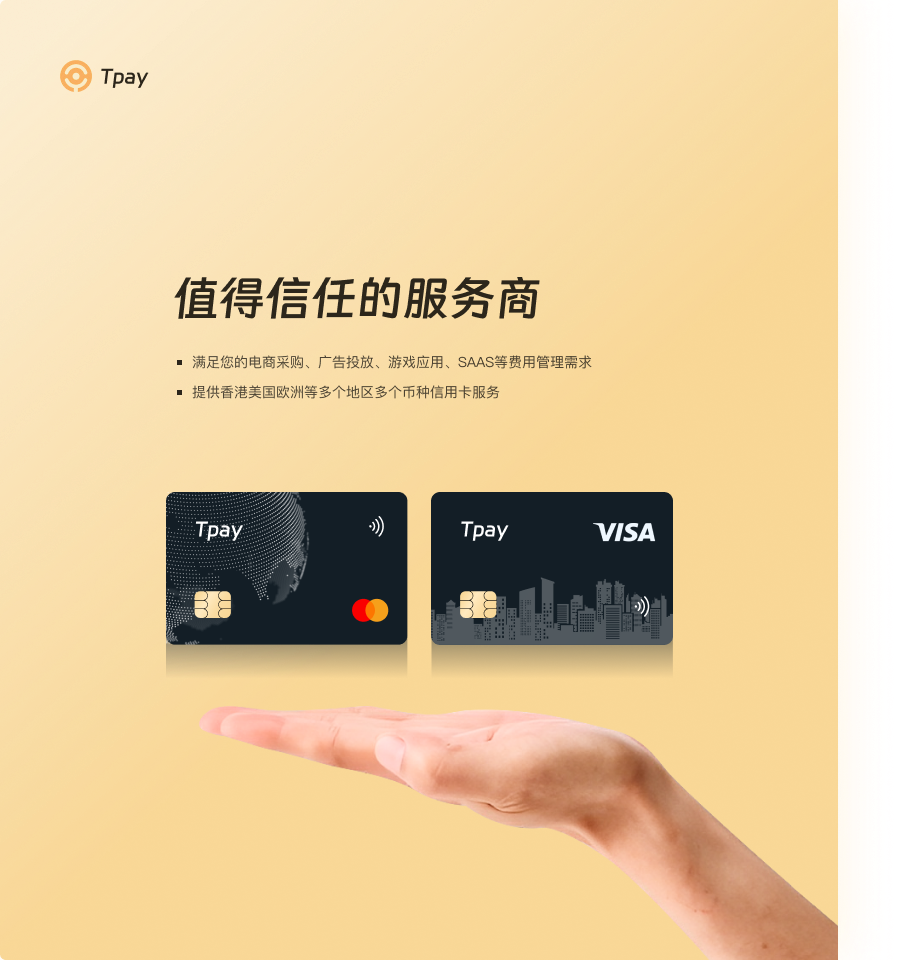 Tpay
值得信任的服务商
满足您的电商采购、广告投放、游戏应用、SAAS等费用管理需求
提供香港美国欧洲等多个地区多个币种信用卡服务
Tpay
Tpay
VISA